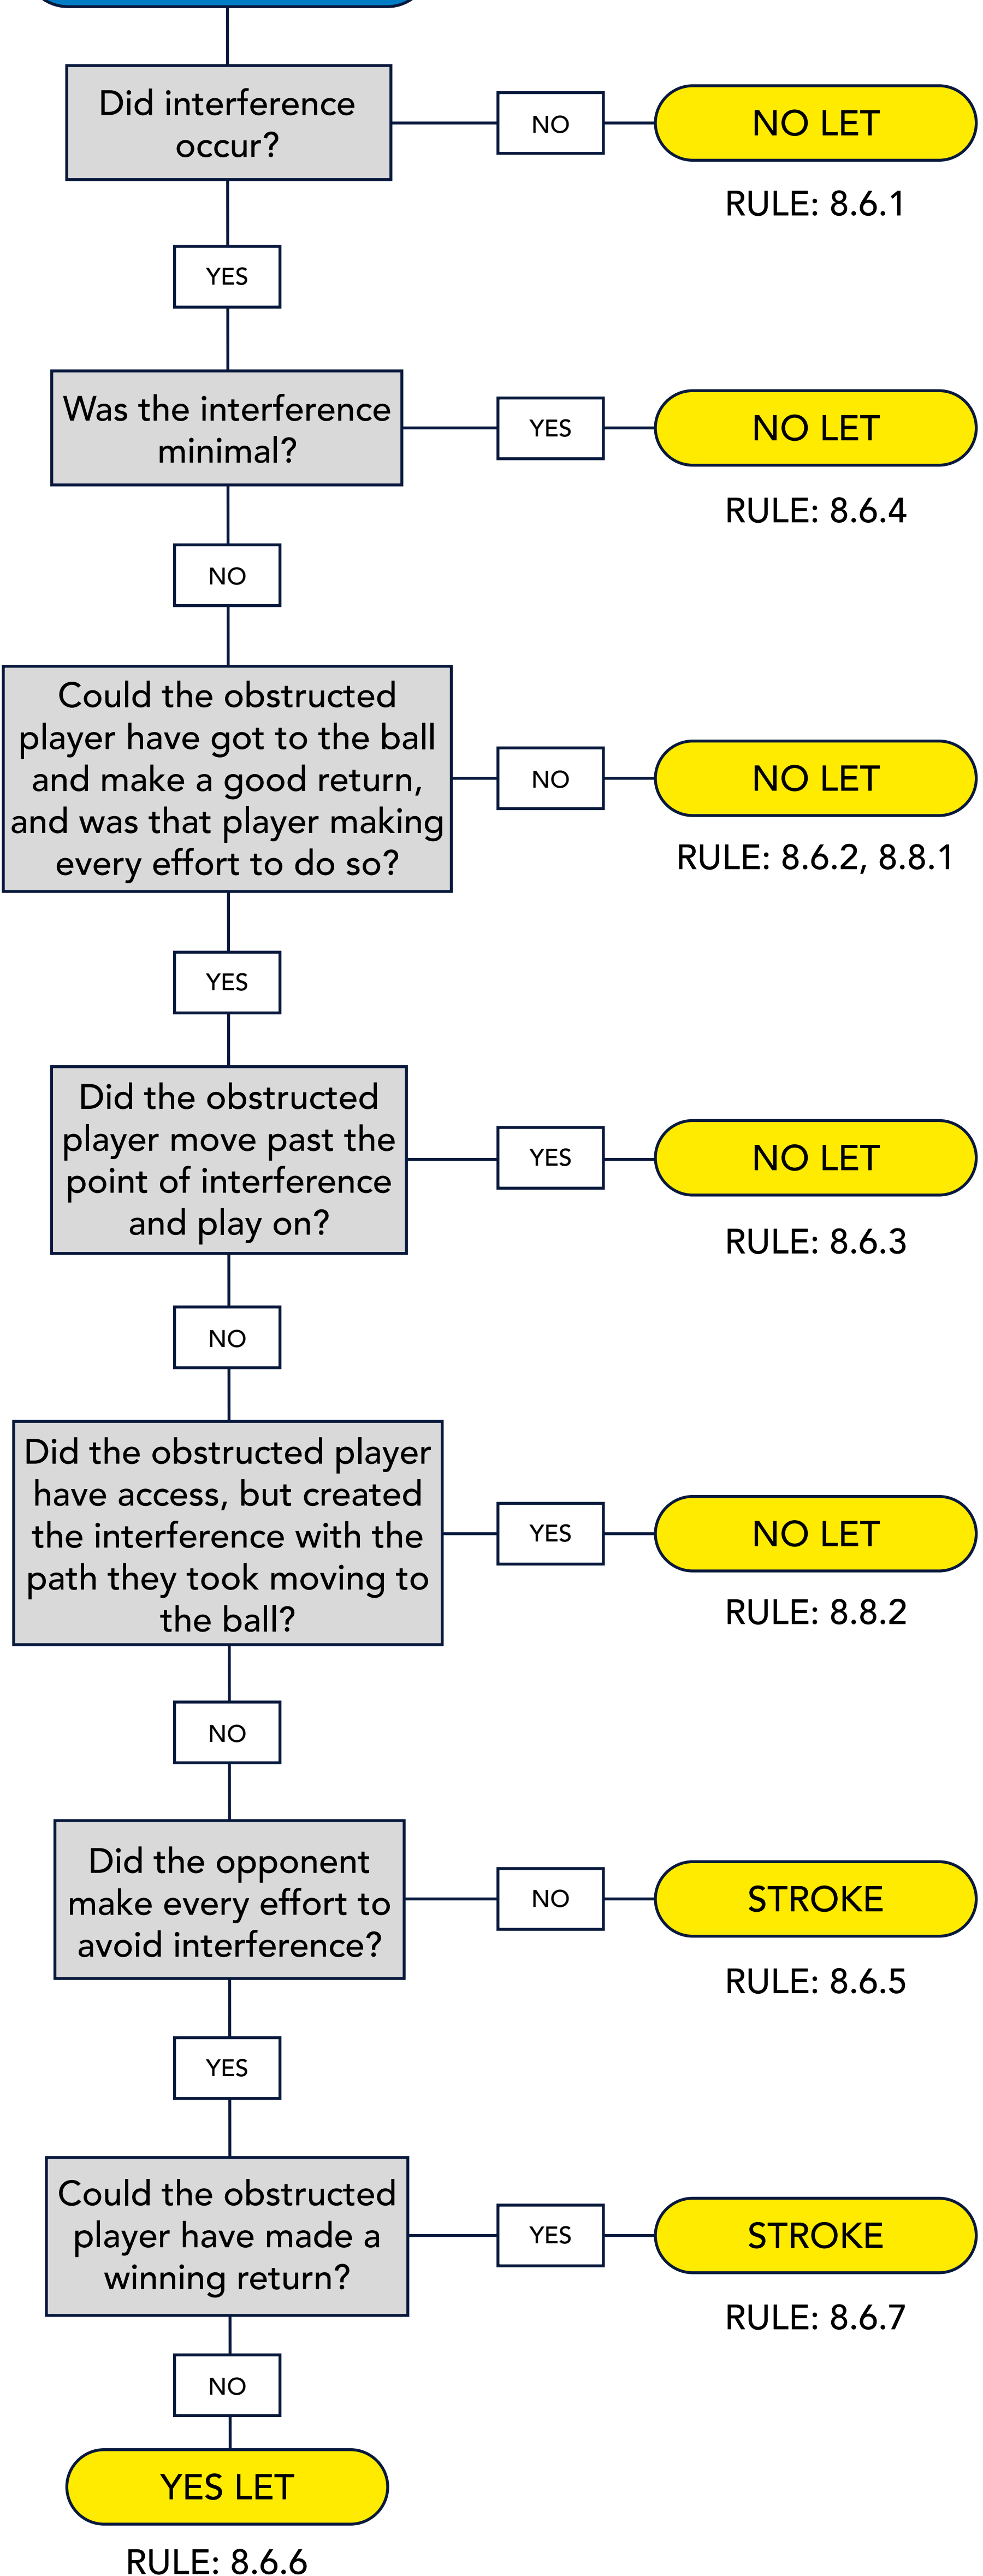 Did interference
occur?
NO
NO LET
RULE: 8.6.1
YES
Was the interference
minimal?
YES
NO LET
RULE: 8.6.4
NO
Could the obstructed
player have got to the ball
and make a good return,
and was that player making
every effort to do so?
NO
NO LET
RULE: 8.6.2, 8.8.1
YES
Did the obstructed
player move past the
point of interference
and play on?
YES
NO LET
RULE: 8.6.3
NO
Did the obstructed player
have access, but created
the interference with the
path they took moving to
the ball?
YES
NO LET
RULE: 8.8.2
NO
Did the opponent
make every effort to
avoid interference?
NO
STROKE
RULE: 8.6.5
YES
Could the obstructed
player have made a
winning return?
YES
STROKE
RULE: 8.6.7
NO
YES LET
RULE: 8.6.6